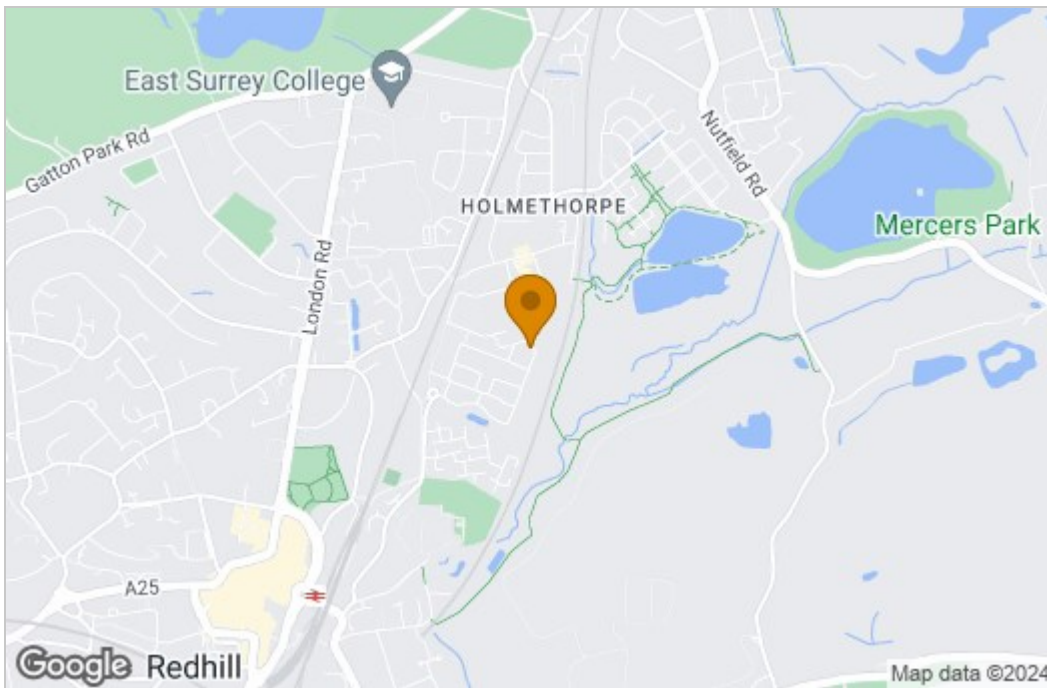 East Surrey College
Gatton Park Rd
Nutfield Rd
HOLMETHORPE
Mercers Park
London Rd
A25
Google
Redhill
Map data ©2024